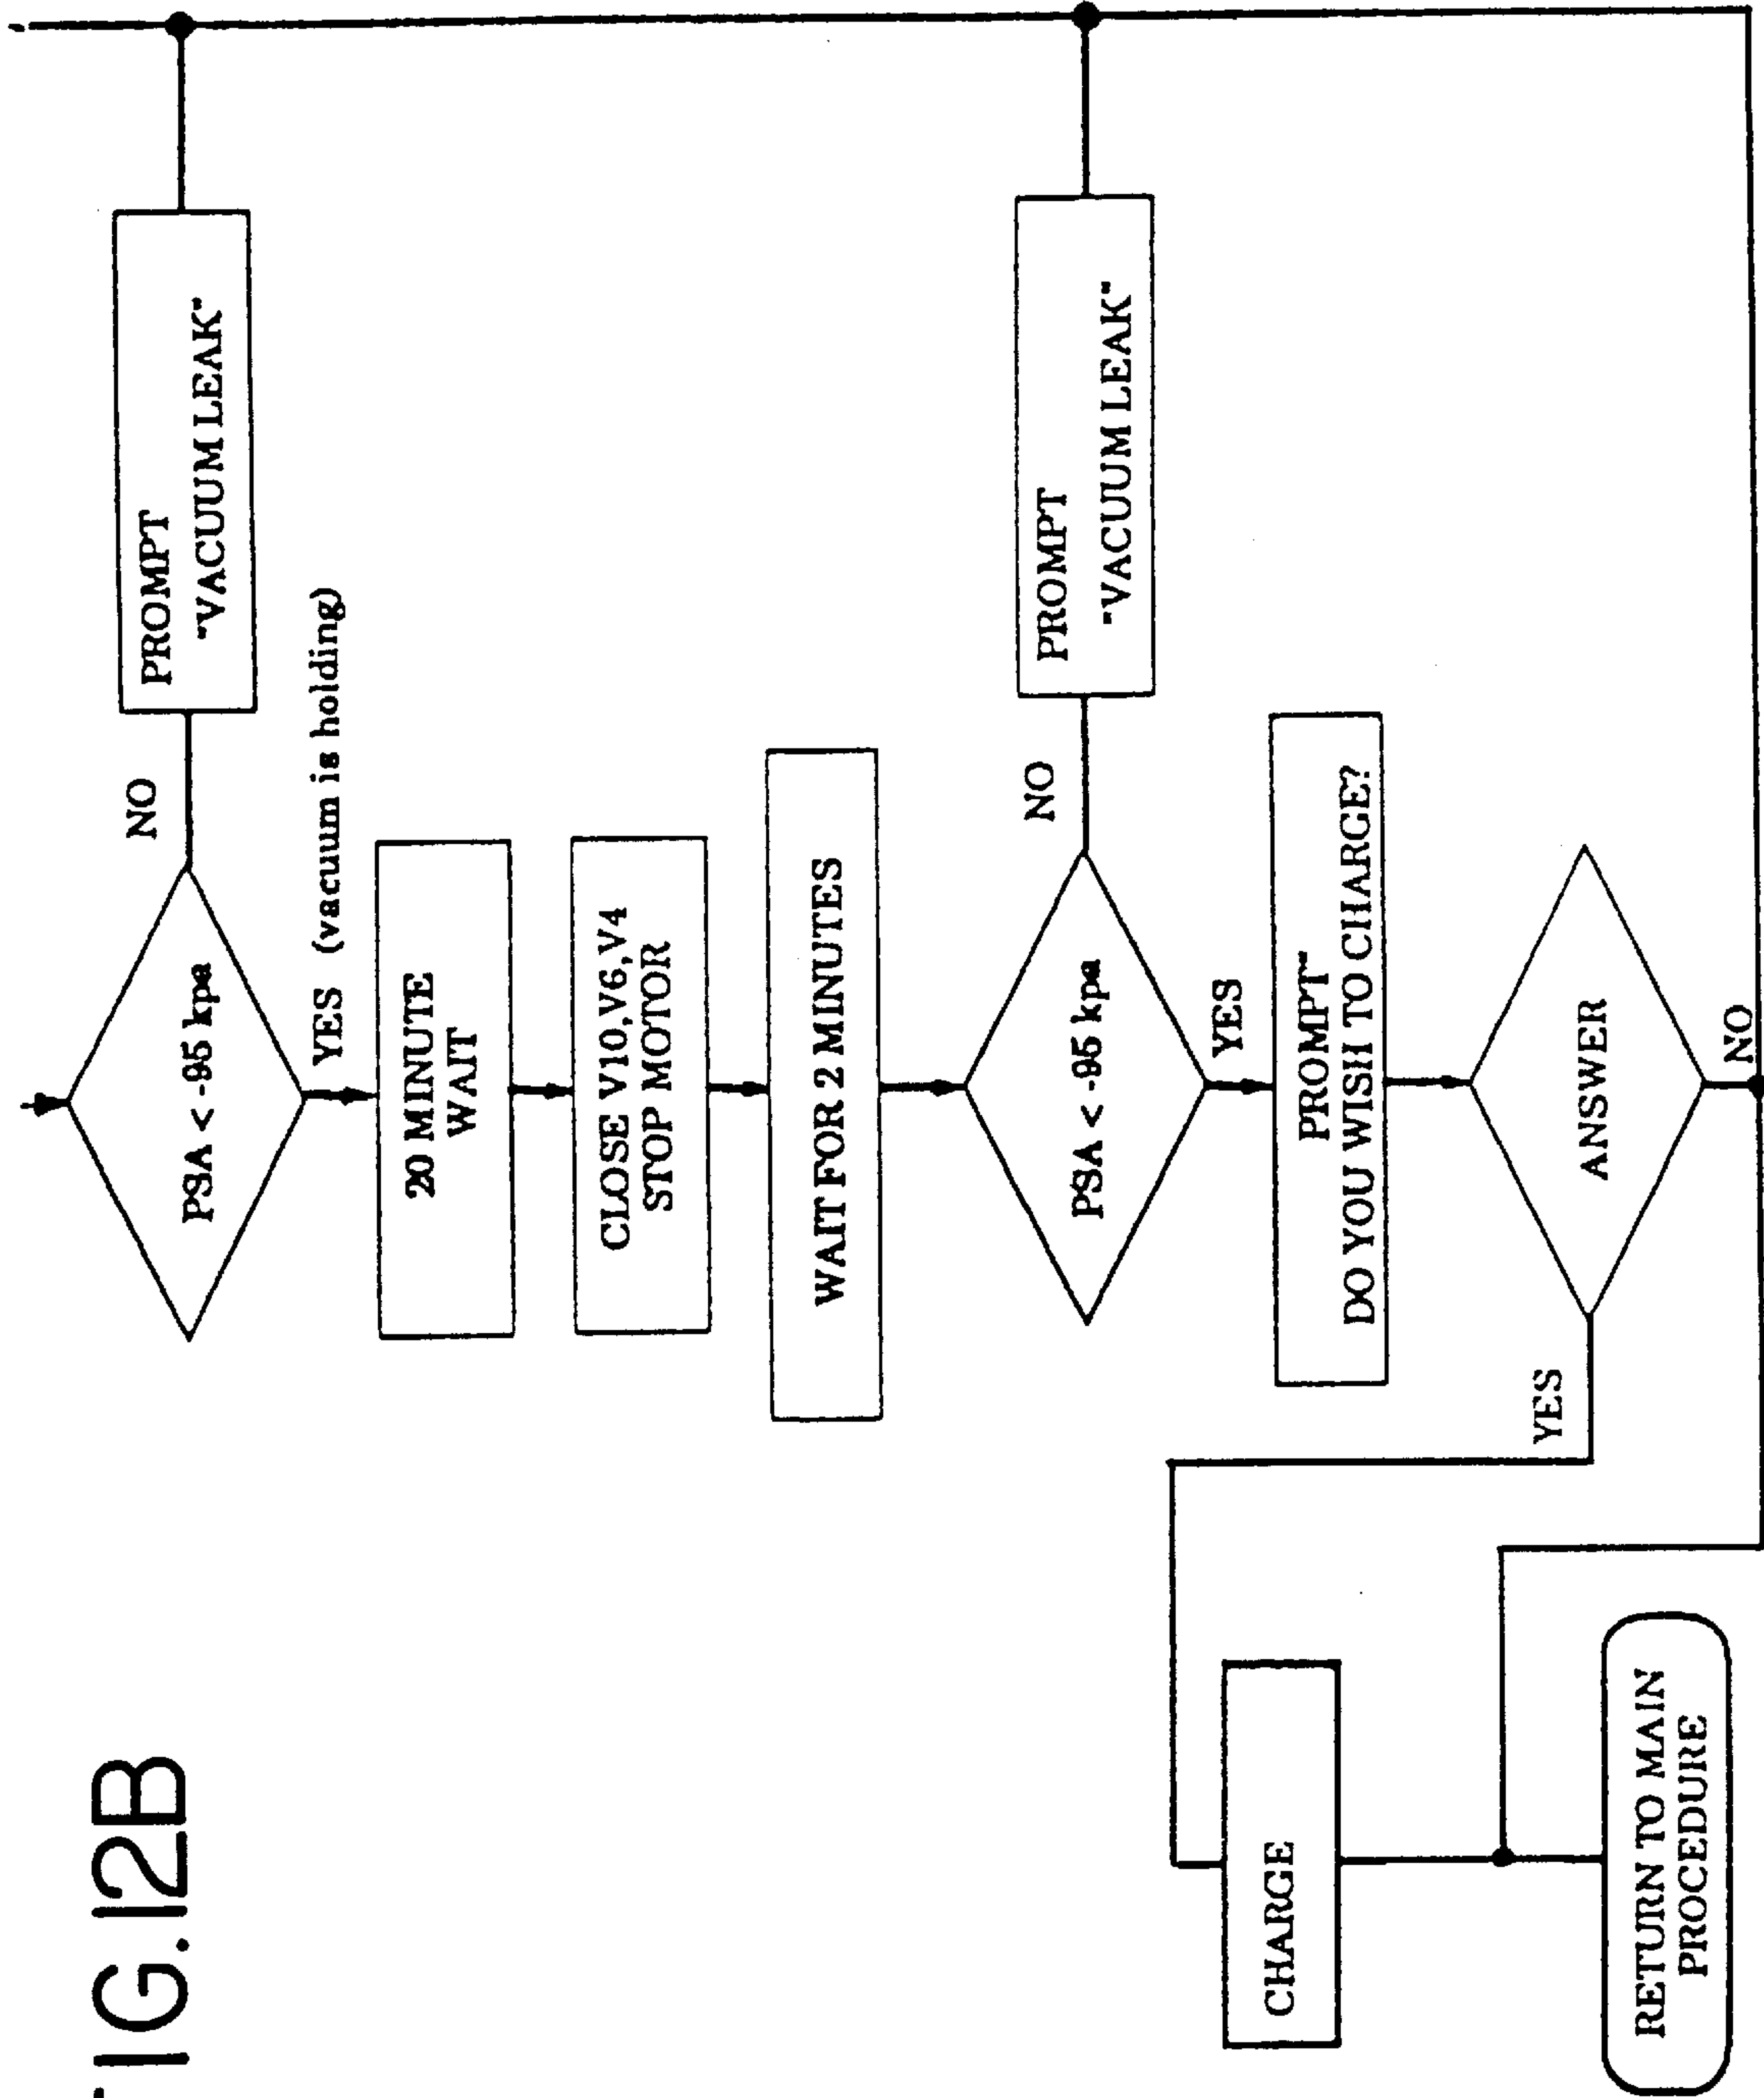 FIG.12B
PSA < -95 kpa
NO
PROMPT
"VACUUM LEAK"
YES (vacuum is holding)
20 MINUTE
WAIT
CLOSE V10,V6,V4
STOP MOTOR
WAIT FOR 2 MINUTES
PSA < -95 kpa
NO
PROMPT
"VACUUM LEAK"
YES
PROMPT"
DO YOU WISH TO CHARGE?
ANSWER
YES
NO
CHARGE
RETURN TO MAIN
PROCEDURE